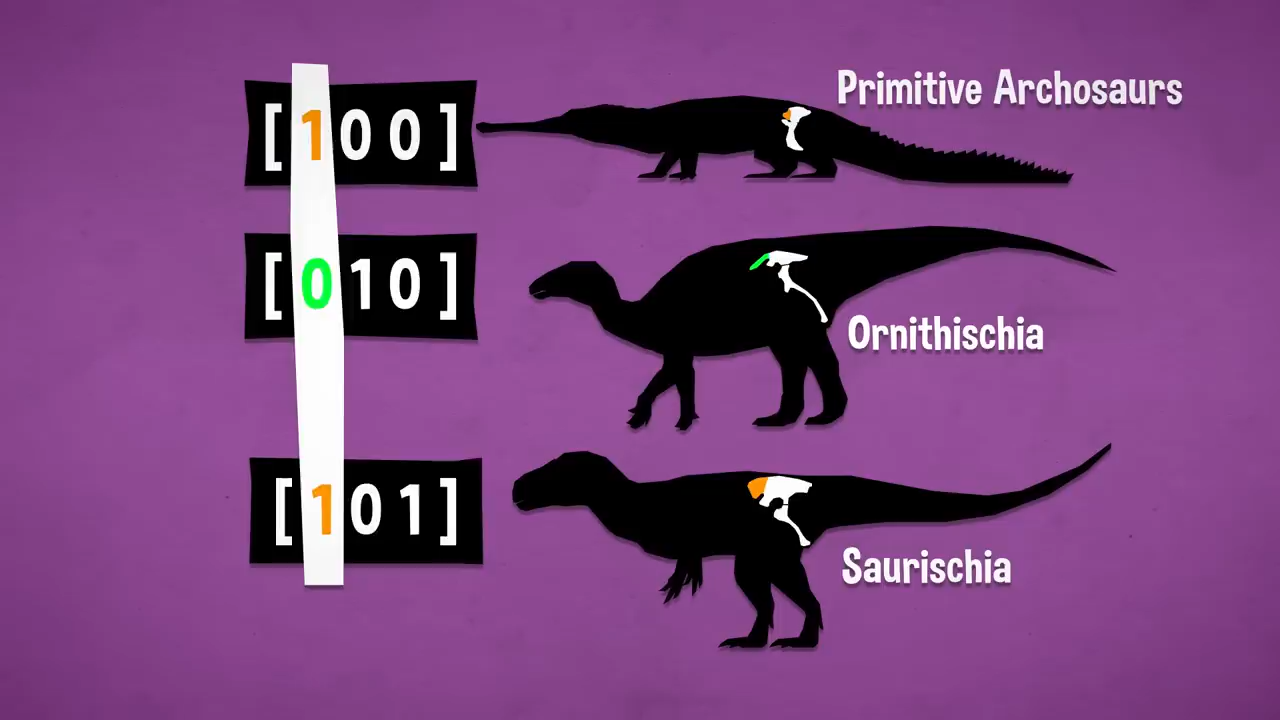 Primitive Archosaurs
[100]
[010]
Ornithischia
[101]
Saurischia